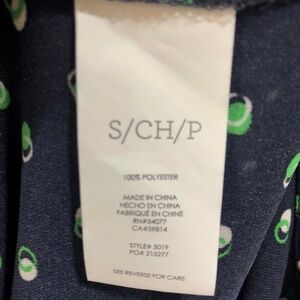 S/CH/P
100% POLYESTER
MADE IN CHINA
HECHO EN CHINA
FABRIQUÉ EN CHINE
RN#54077
CA#59814
STYLE# 5019
PO# 215277
SEE REVERSE FOR CARE